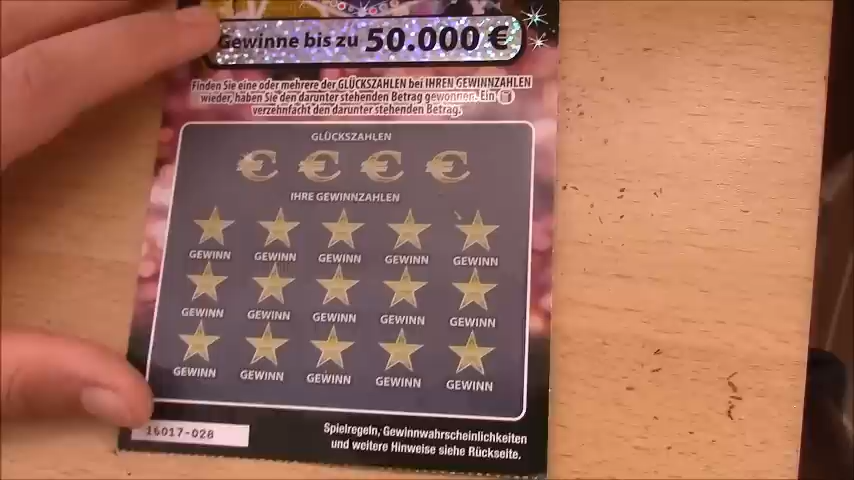 Gewinne bis zu 50.000 €
Finden Sie eine oder mehrere der GLÜCKSZAHLEN bei IHREN GEWINNZAHLEN
wieder, haben Sie den darunter stehenden Betrag gewonnen. Ein
verzehnfacht den darunter stehenden Betrag.
GLÜCKSZAHLEN
€ € € €
IHRE GEWINNZAHLEN
GEWINN GEWINN GEWINN GEWINN GEWINN
GEWINN GEWINN GEWINN GEWINN GEWINN
GEWINN GEWINN GEWINN GEWINN GEWINN
16017-028
Spielregeln, Gewinnwahrscheinlichkeiten
und weitere Hinweise siehe Rückseite.